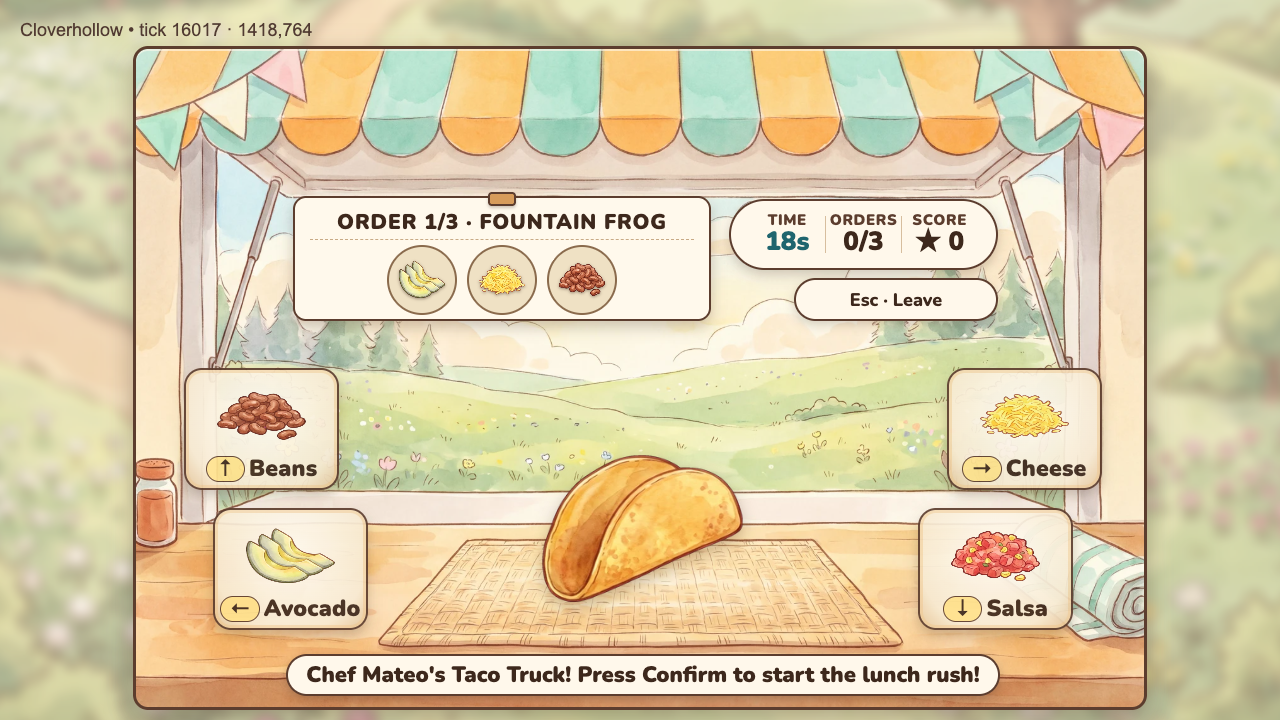 Cloverhollow • tick 16017 · 1418,764
ORDER 1/3 · FOUNTAIN FROG
TIME ORDERS SCORE
18s 0/3 ★ 0
Esc · Leave
↑ Beans
→ Cheese
← Avocado
↓ Salsa
Chef Mateo's Taco Truck! Press Confirm to start the lunch rush!